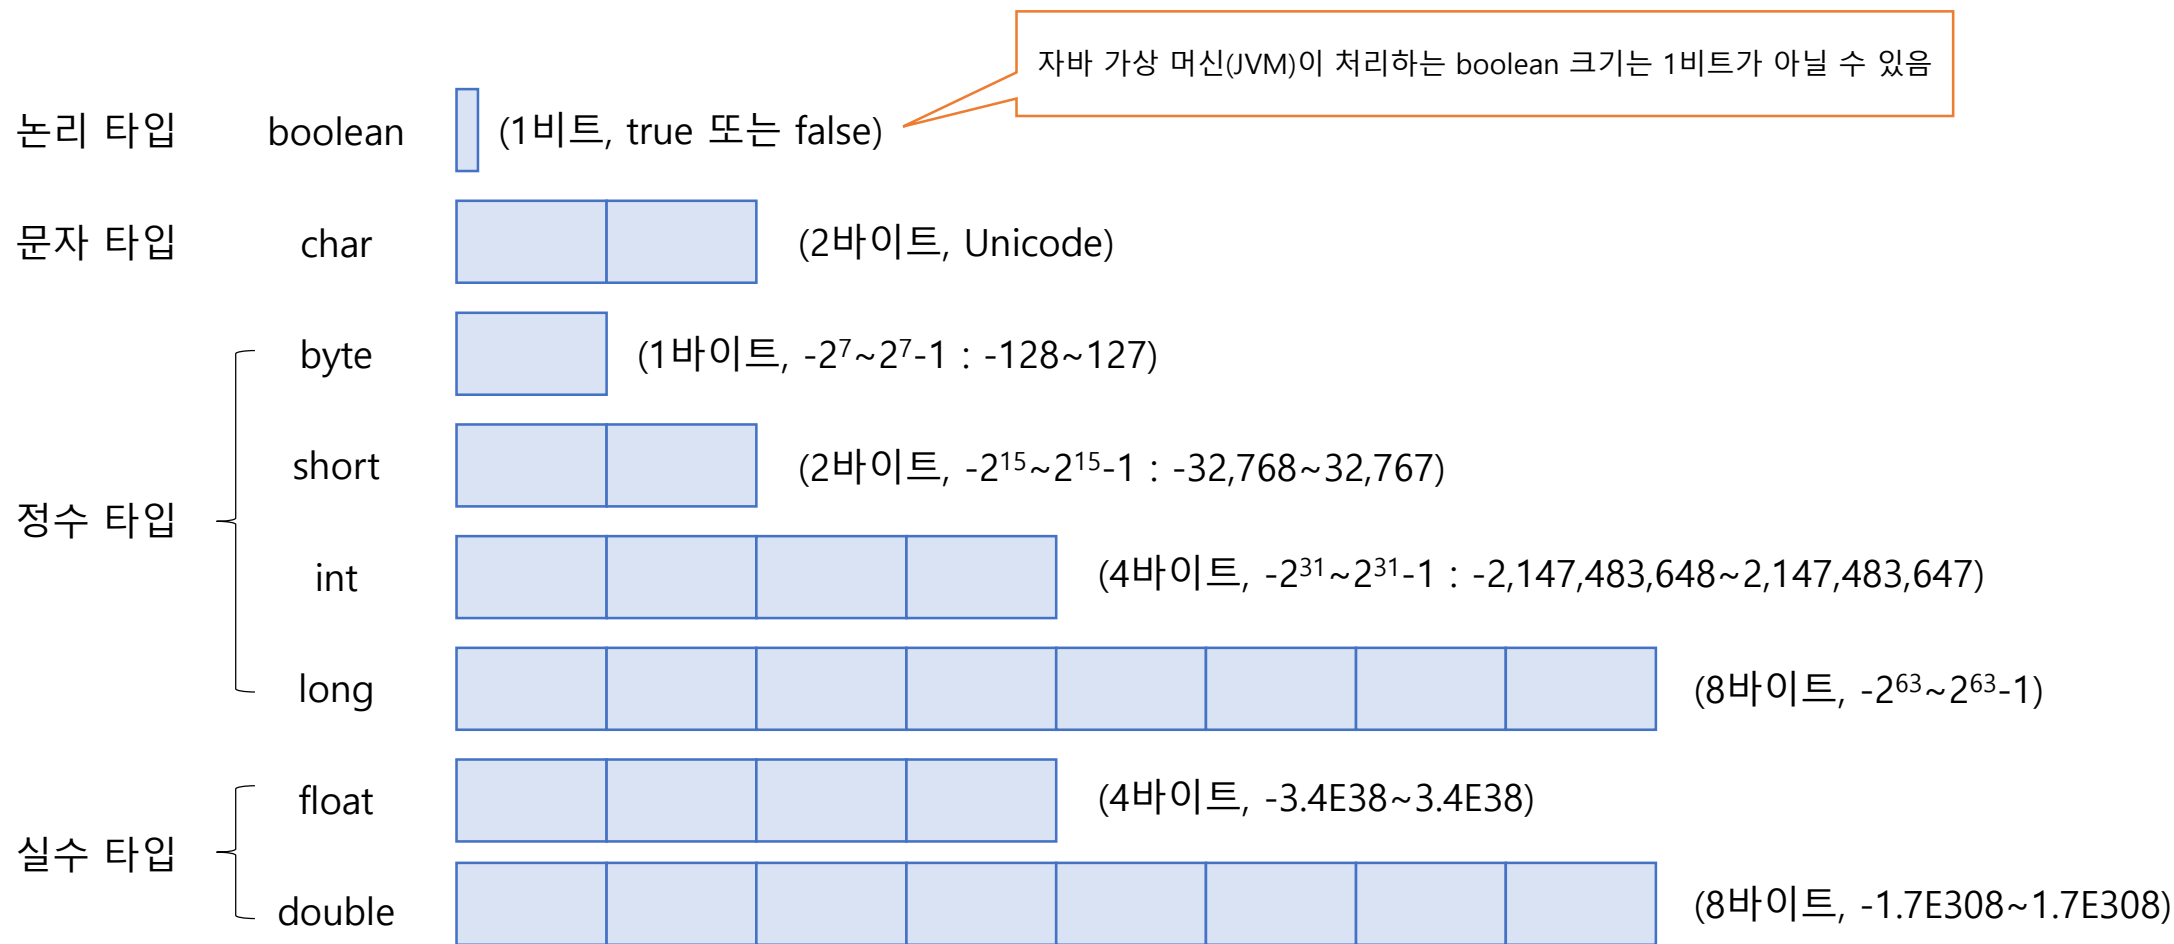 자바 가상 머신(JVM)이 처리하는 boolean 크기는 1비트가 아닐 수 있음
논리 타입 boolean (1비트, true 또는 false)
문자 타입 char (2바이트, Unicode)
byte (1바이트, -2⁷~2⁷-1 : -128~127)
short (2바이트, -2¹⁵~2¹⁵-1 : -32,768~32,767)
정수 타입
int (4바이트, -2³¹~2³¹-1 : -2,147,483,648~2,147,483,647)
long (8바이트, -2⁶³~2⁶³-1)
float (4바이트, -3.4E38~3.4E38)
실수 타입
double (8바이트, -1.7E308~1.7E308)